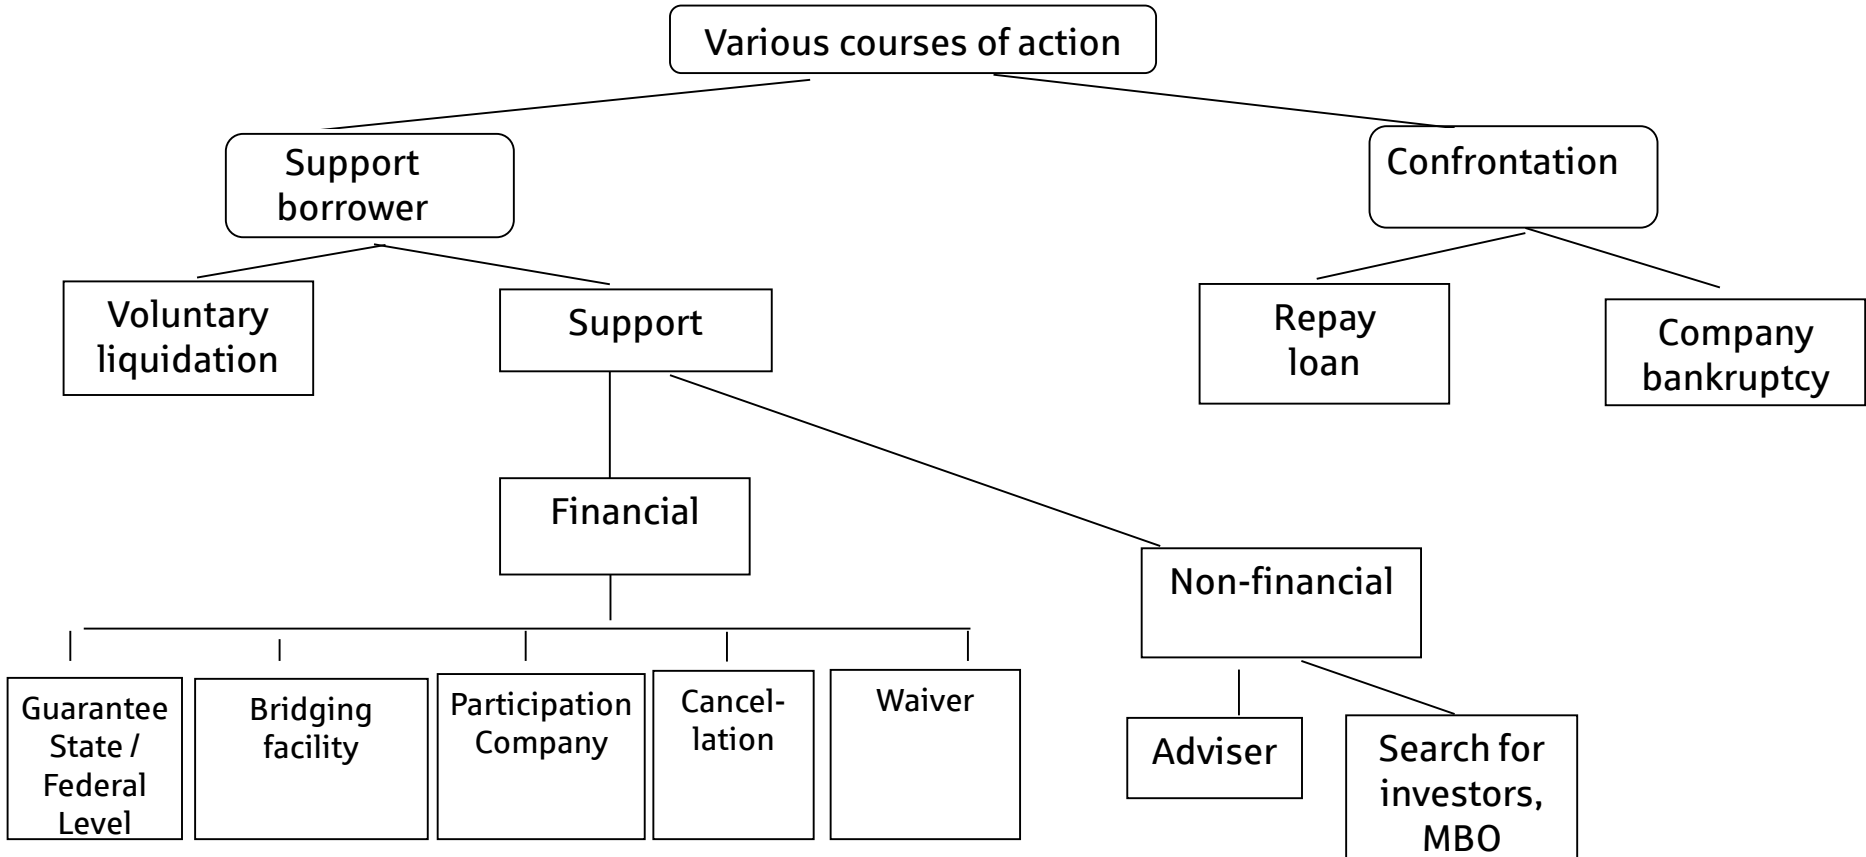 Various courses of action
Support
borrower
Confrontation
Voluntary
liquidation
Support
Repay
loan
Company
bankruptcy
Financial
Non-financial
Guarantee
State /
Federal
Level
Bridging
facility
Participation
Company
Cancel-
lation
Waiver
Adviser
Search for
investors,
MBO